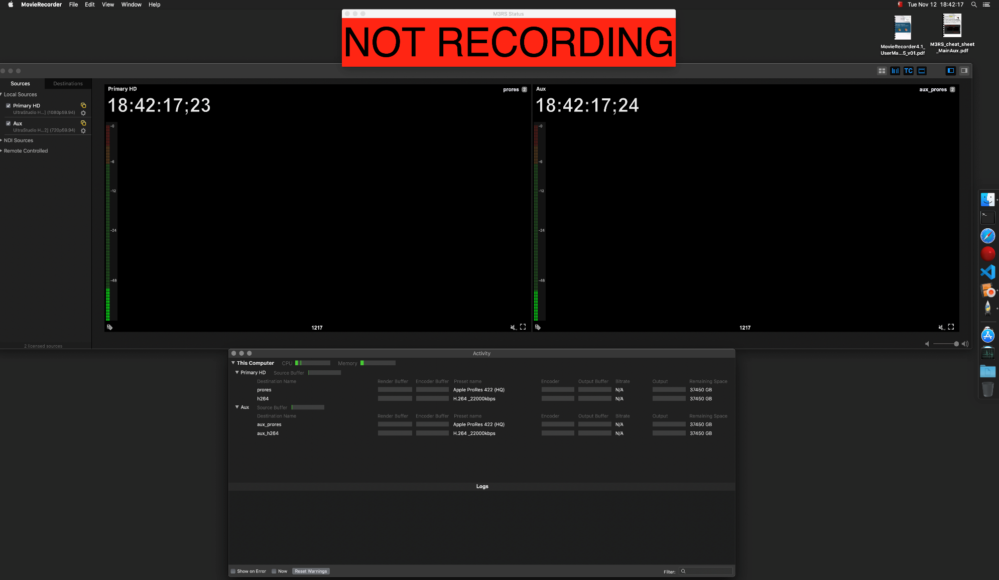 MovieRecorder File Edit View Window Help
Tue Nov 12 18:42:17
M3RS Status
NOT RECORDING
MovieRecorder4.1_
UserMa...5_v01.pdf
M3RS_cheat_sheet
_MainAux.pdf
TC
Sources Destinations
Local Sources
Primary HD
UltraStudio H...] (1080p59.94)
Aux
UltraStudio H...2] (720p59.94)
NDI Sources
Remote Controlled
2 licensed sources
Primary HD prores 2
18:42:17;23
-0
-6
-12
-24
-48
1217
Aux aux_prores 2
18:42:17;24
-0
-6
-12
-24
-48
1217
Activity
This Computer CPU Memory
Primary HD Source Buffer
Destination Name Render Buffer Encoder Buffer Preset name Encoder Output Buffer Bitrate Output Remaining Space
prores Apple ProRes 422 (HQ) N/A 37450 GB
h264 H.264 _22000kbps N/A 37450 GB
Aux Source Buffer
Destination Name Render Buffer Encoder Buffer Preset name Encoder Output Buffer Bitrate Output Remaining Space
aux_prores Apple ProRes 422 (HQ) N/A 37450 GB
aux_h264 H.264 _22000kbps N/A 37450 GB
Logs
Show on Error Now Reset Warnings Filter: